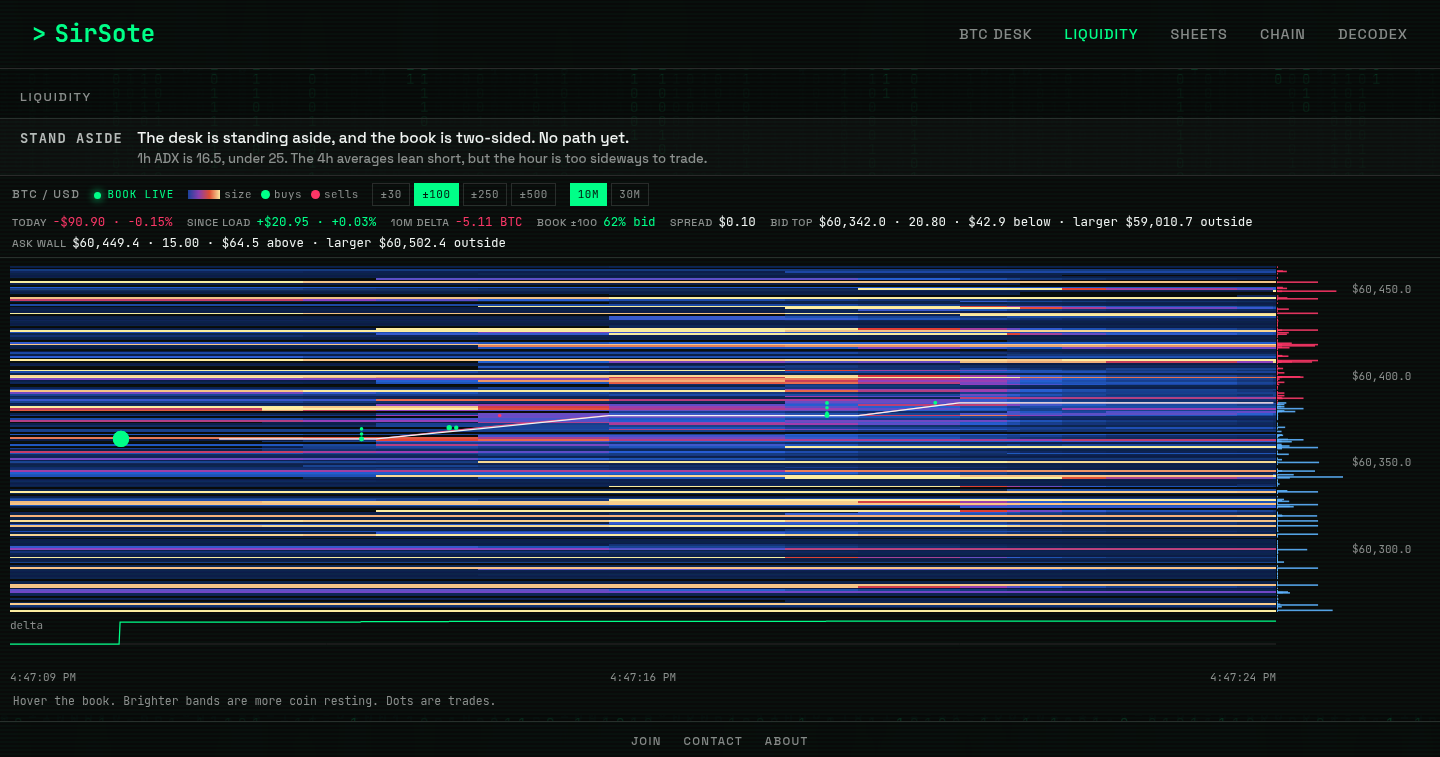 > SirSote
BTC DESK LIQUIDITY SHEETS CHAIN DECODEX
LIQUIDITY
STAND ASIDE The desk is standing aside, and the book is two-sided. No path yet.
1h ADX is 16.5, under 25. The 4h averages lean short, but the hour is too sideways to trade.
BTC / USD BOOK LIVE size buys sells ±30 ±100 ±250 ±500 10M 30M
TODAY -$90.90 · -0.15% SINCE LOAD +$20.95 · +0.03% 10M DELTA -5.11 BTC BOOK ±100 62% bid SPREAD $0.10 BID TOP $60,342.0 · 20.80 · $42.9 below · larger $59,010.7 outside
ASK WALL $60,449.4 · 15.00 · $64.5 above · larger $60,502.4 outside
$60,450.0
$60,400.0
$60,350.0
$60,300.0
delta
4:47:09 PM 4:47:16 PM 4:47:24 PM
Hover the book. Brighter bands are more coin resting. Dots are trades.
JOIN CONTACT ABOUT